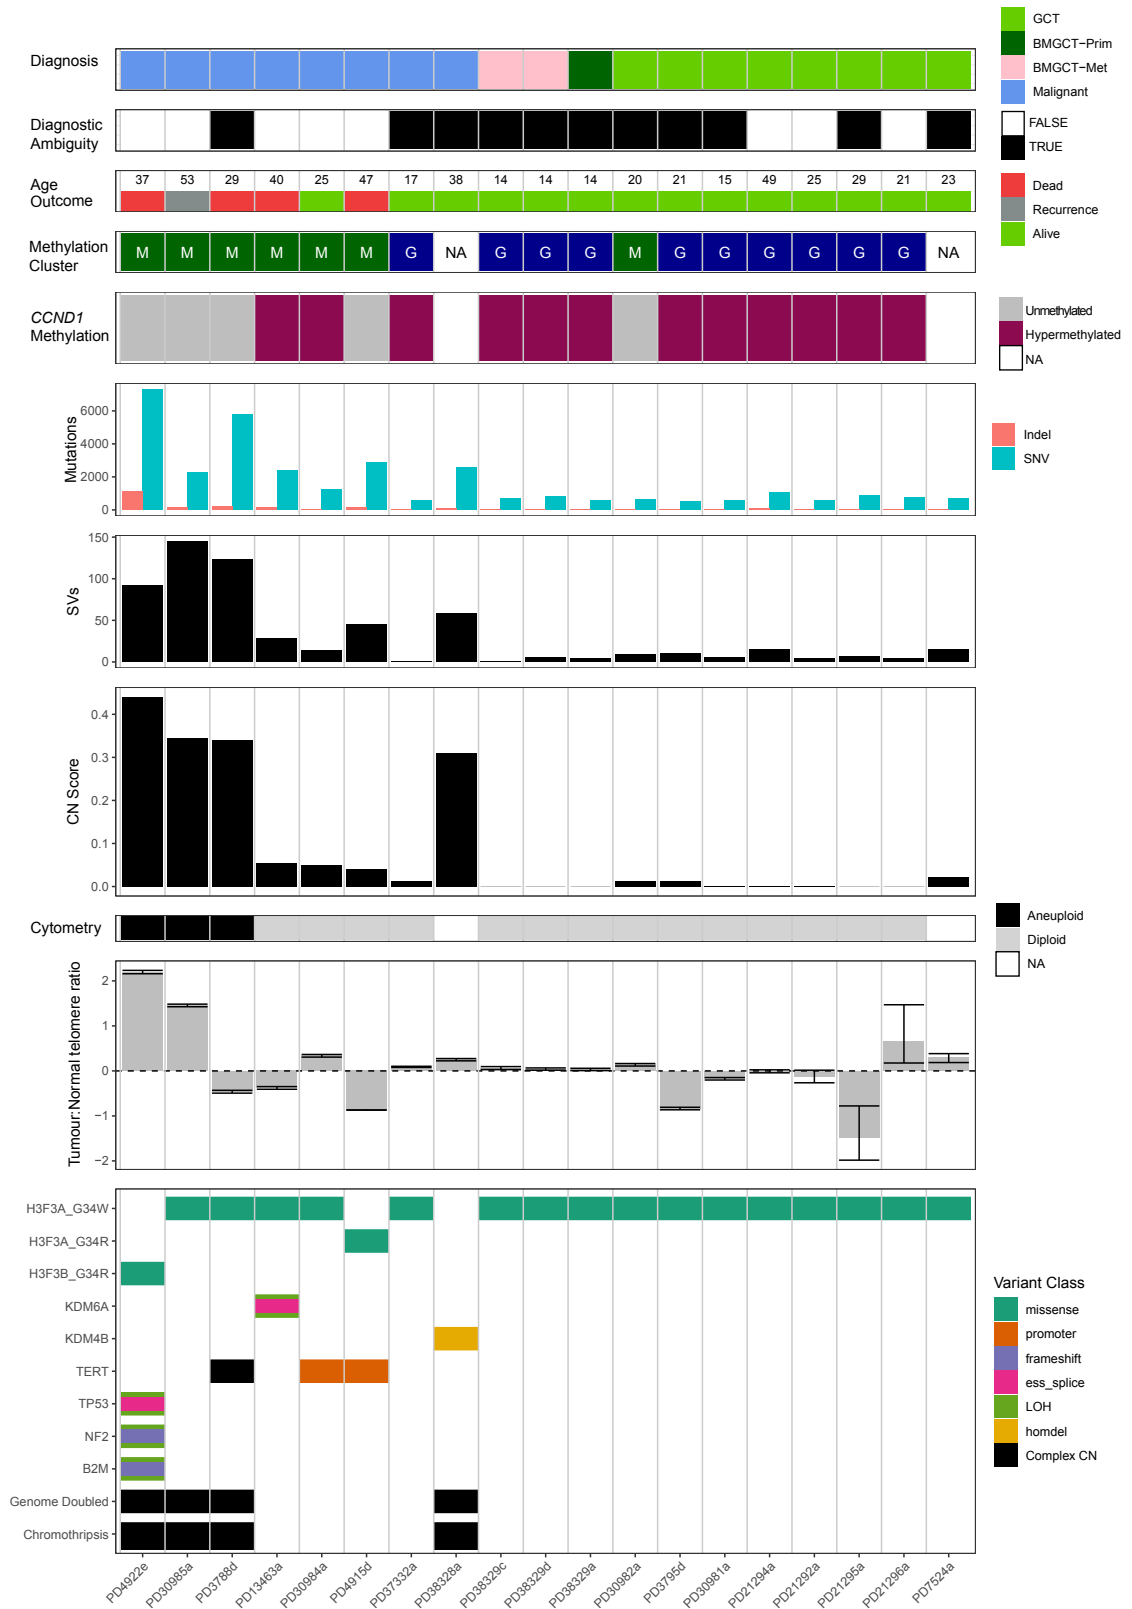 Diagnosis
GCT
BMGCT-Prim
BMGCT-Met
Malignant
Diagnostic
Ambiguity
FALSE
TRUE
Age
Outcome
37 53 29 40 25 47 17 38 14 14 14 20 21 15 49 25 29 21 23
Dead
Recurrence
Alive
Methylation
Cluster
M M M M M M G NA G G G M G G G G G G NA
CCND1
Methylation
Unmethylated
Hypermethylated
NA
Mutations
6000
4000
2000
0
Indel
SNV
SVs
150
100
50
0
CN Score
0.4
0.3
0.2
0.1
0.0
Cytometry
Aneuploid
Diploid
NA
Tumour:Normal telomere ratio
2
1
0
−1
−2
H3F3A_G34W
H3F3A_G34R
H3F3B_G34R
KDM6A
KDM4B
TERT
TP53
NF2
B2M
Genome Doubled
Chromothripsis
Variant Class
missense
promoter
frameshift
ess_splice
LOH
homdel
Complex CN
PD4922e PD30985a PD3788d PD13463a PD30984a PD4915d PD37332a PD38328a PD38329c PD38329d PD38329a PD30982a PD3795d PD30981a PD21294a PD21292a PD21295a PD21296a PD7524a